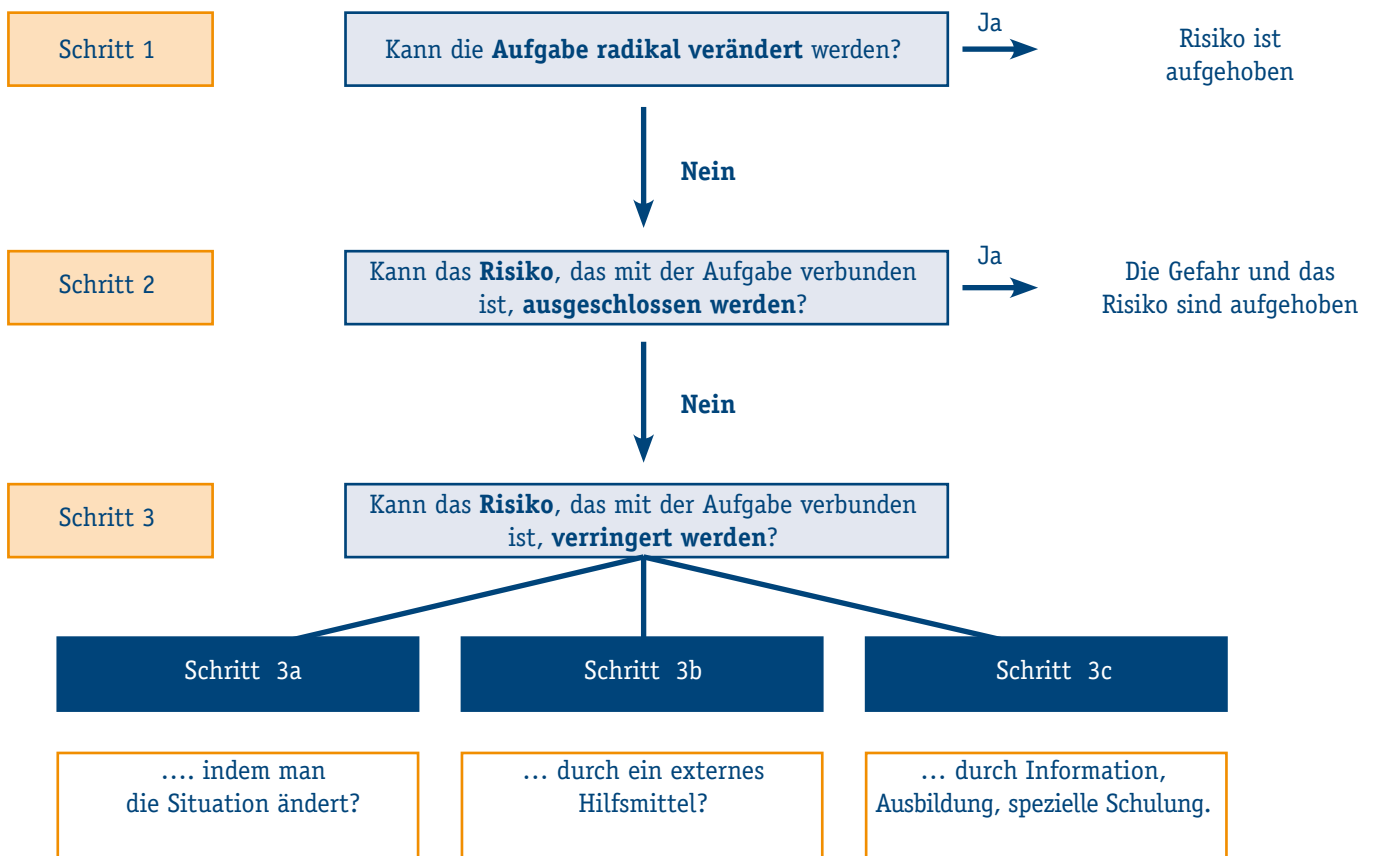 Schritt 1
Kann die Aufgabe radikal verändert werden?
Ja
Risiko ist
aufgehoben
Nein
Schritt 2
Kann das Risiko, das mit der Aufgabe verbunden
ist, ausgeschlossen werden?
Ja
Die Gefahr und das
Risiko sind aufgehoben
Nein
Schritt 3
Kann das Risiko, das mit der Aufgabe verbunden
ist, verringert werden?
Schritt 3a
Schritt 3b
Schritt 3c
.... indem man
die Situation ändert?
... durch ein externes
Hilfsmittel?
... durch Information,
Ausbildung, spezielle Schulung.